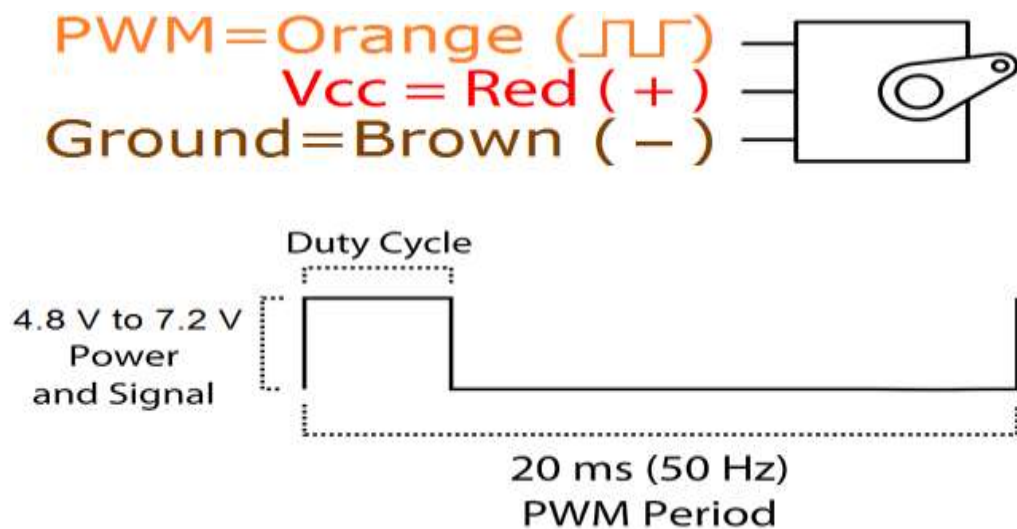 PWM=Orange (⎍⎍)
Vcc = Red ( + )
Ground=Brown ( − )
Duty Cycle
4.8 V to 7.2 V
Power
and Signal
20 ms (50 Hz)
PWM Period